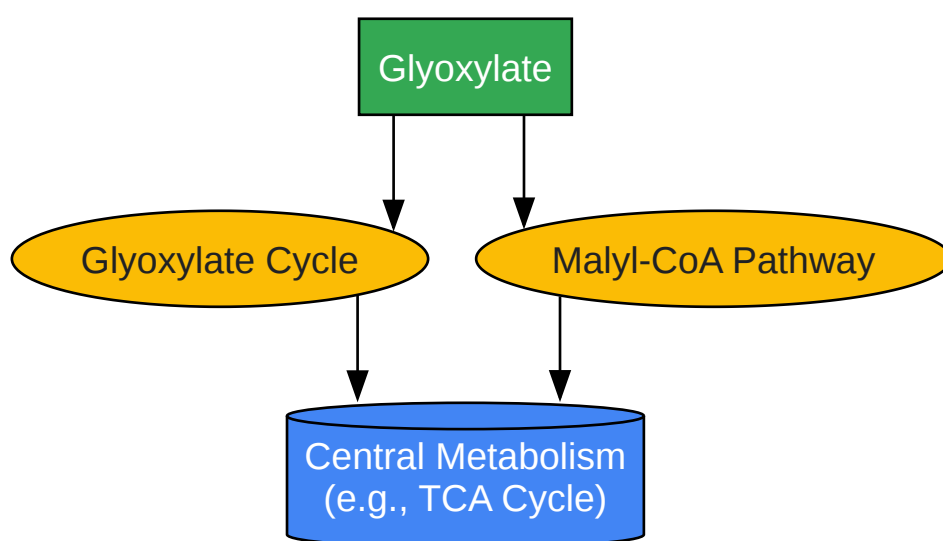 Glyoxylate
Glyoxylate Cycle
Malyl-CoA Pathway
Central Metabolism
(e.g., TCA Cycle)